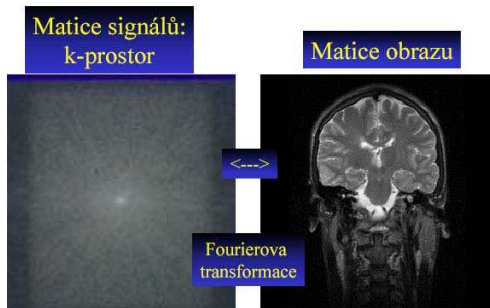 Matice signálů:
k-prostor
Matice obrazu
<--->
Fourierova
transformace